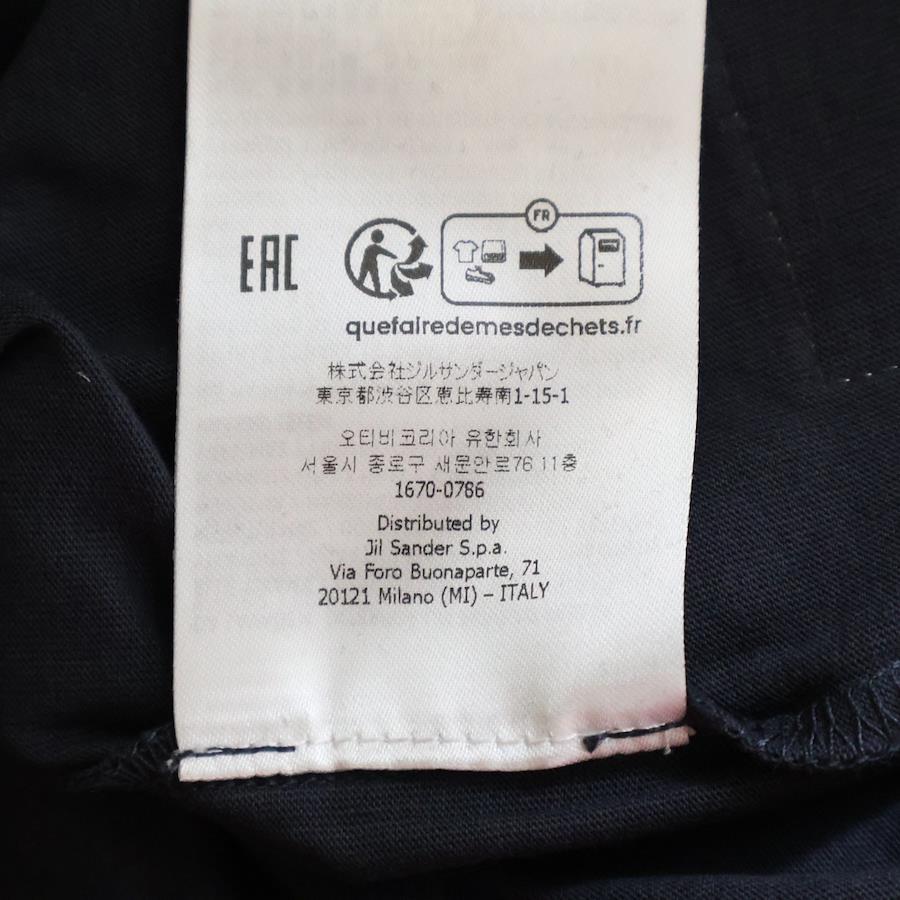 EAC
FR
quefairedemesdechets.fr
株式会社ジルサンダージャパン
東京都渋谷区恵比寿南1-15-1
오티비코리아 유한회사
서울시 종로구 새문안로76 11층
1670-0786
Distributed by
Jil Sander S.p.a.
Via Foro Buonaparte, 71
20121 Milano (MI) – ITALY